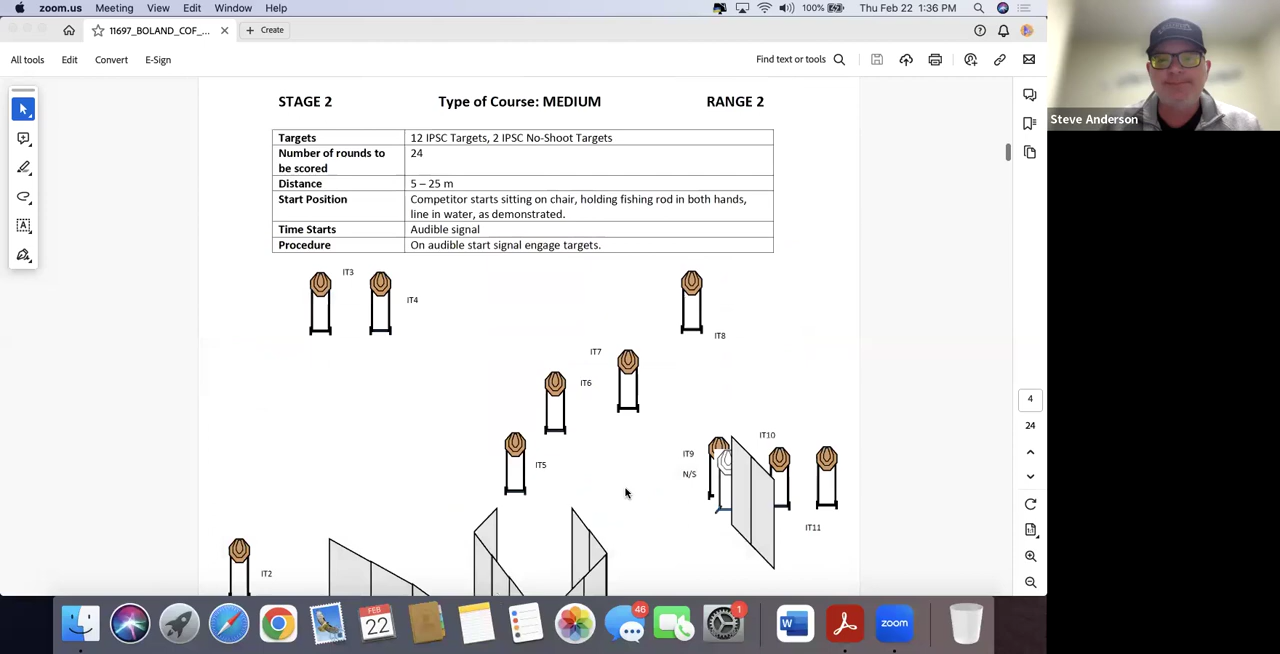 zoom.us Meeting View Edit Window Help 100% Thu Feb 22 1:36 PM
11697_BOLAND_COF_... Create
All tools Edit Convert E-Sign Find text or tools
STAGE 2 Type of Course: MEDIUM RANGE 2
Targets 12 IPSC Targets, 2 IPSC No-Shoot Targets
Number of rounds to 24
be scored
Distance 5 – 25 m
Start Position Competitor starts sitting on chair, holding fishing rod in both hands,
line in water, as demonstrated.
Time Starts Audible signal
Procedure On audible start signal engage targets.
IT3
IT4
IT8
IT7
IT6
IT10
IT9
IT5
N/S
IT11
IT2
4
24
Steve Anderson
FEB
22
46
1
zoom